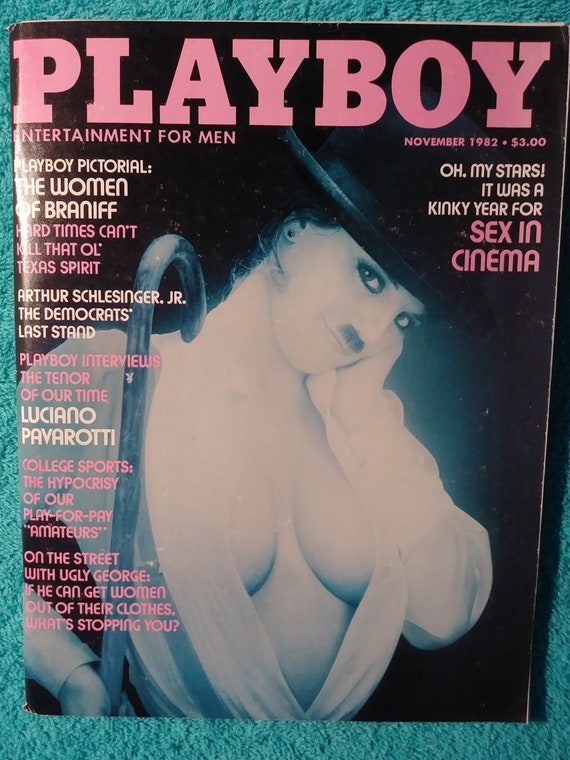 PLAYBOY
ENTERTAINMENT FOR MEN
NOVEMBER 1982 • $3.00
PLAYBOY PICTORIAL:
THE WOMEN
OF BRANIFF
HARD TIMES CAN'T
KILL THAT OL'
TEXAS SPIRIT
ARTHUR SCHLESINGER, JR.
THE DEMOCRATS'
LAST STAND
PLAYBOY INTERVIEWS
THE TENOR
OF OUR TIME
LUCIANO
PAVAROTTI
COLLEGE SPORTS:
THE HYPOCRISY
OF OUR
PLAY-FOR-PAY
"AMATEURS"
ON THE STREET
WITH UGLY GEORGE:
IF HE CAN GET WOMEN
OUT OF THEIR CLOTHES,
WHAT'S STOPPING YOU?
OH, MY STARS!
IT WAS A
KINKY YEAR FOR
SEX IN
CINEMA